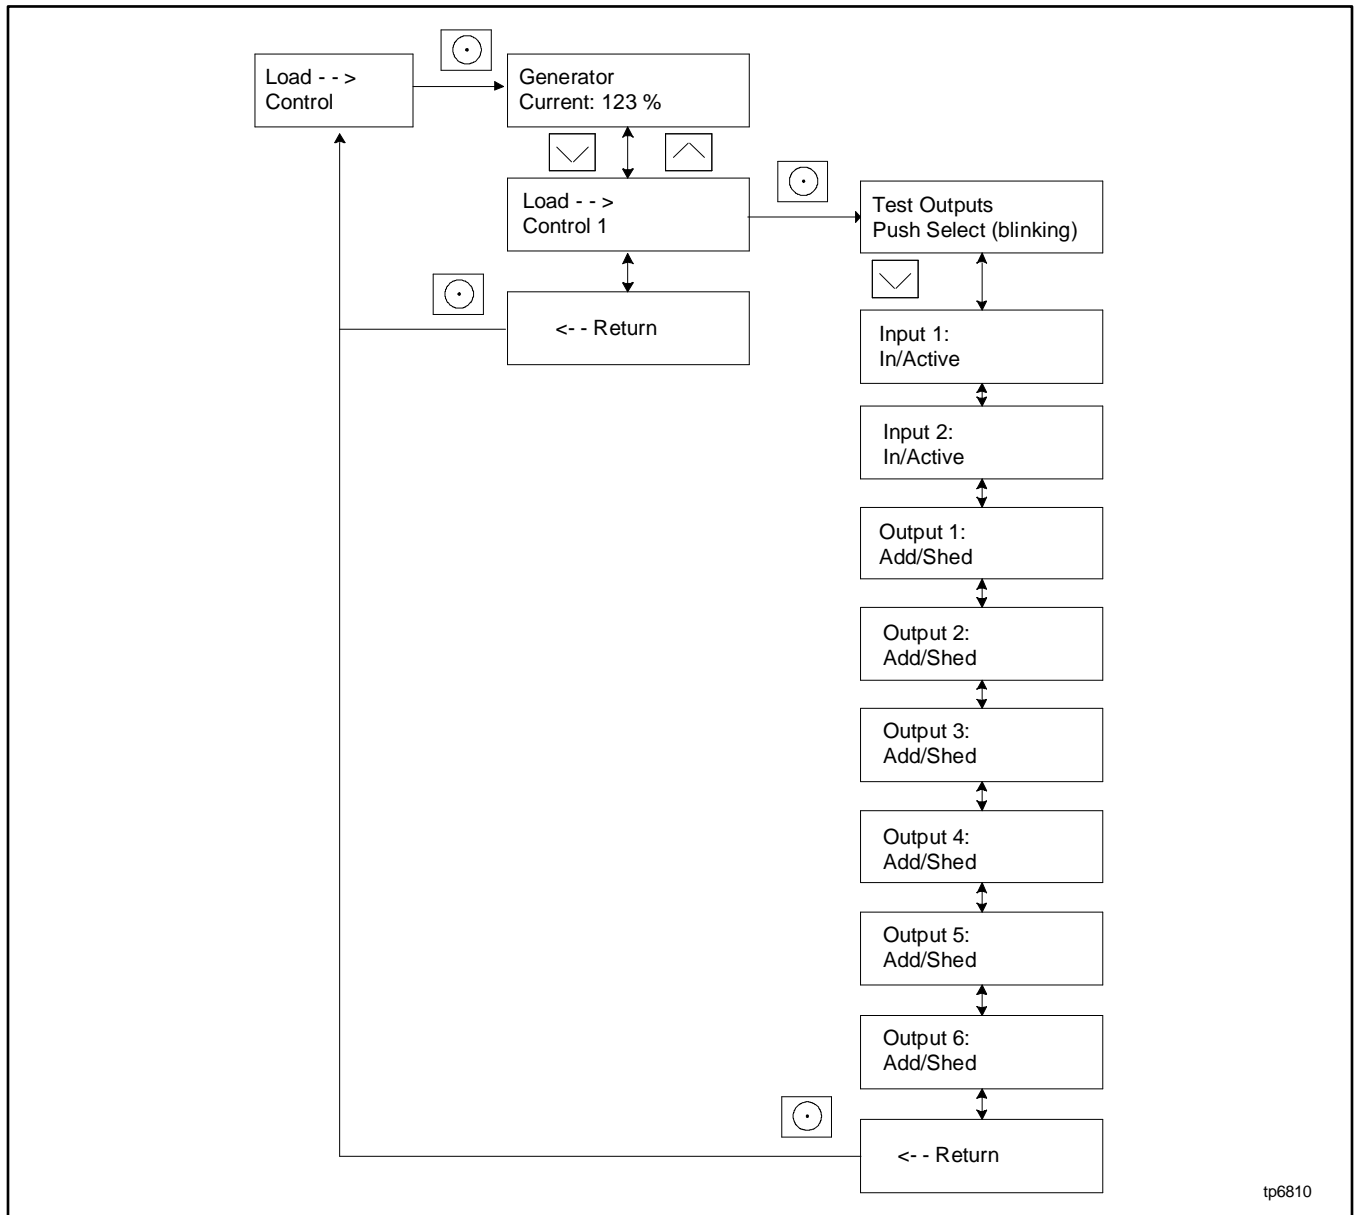 Load - - >
Control
Generator
Current: 123 %
Load - - >
Control 1
<- - Return
Test Outputs
Push Select (blinking)
Input 1:
In/Active
Input 2:
In/Active
Output 1:
Add/Shed
Output 2:
Add/Shed
Output 3:
Add/Shed
Output 4:
Add/Shed
Output 5:
Add/Shed
Output 6:
Add/Shed
<- - Return
tp6810